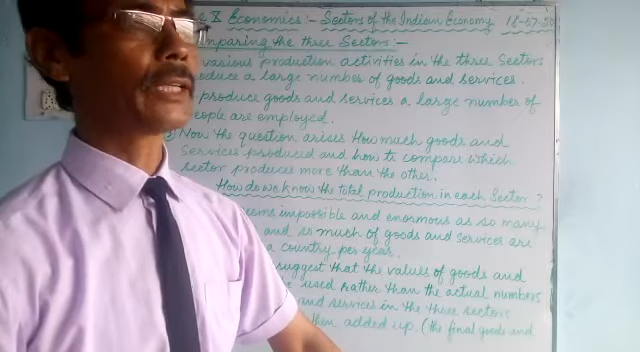 X Economics:- Sectors of the Indian Economy
mparing the three Sectors:-
various production activities in the three Sectors
oduce a large number of goods and services.
produce goods and services a large number of
eople are employed.
Now the question arises How much goods and
Services produced and how to compare which
sector produces more than the other.
How do we know the total production in each Sector?
eems impossible and enormous as so many
and so much of goods and services are
a country per year.
suggest that the values of goods and
used rather than the actual numbers
and services in the three sectors
then added up. (the final goods and